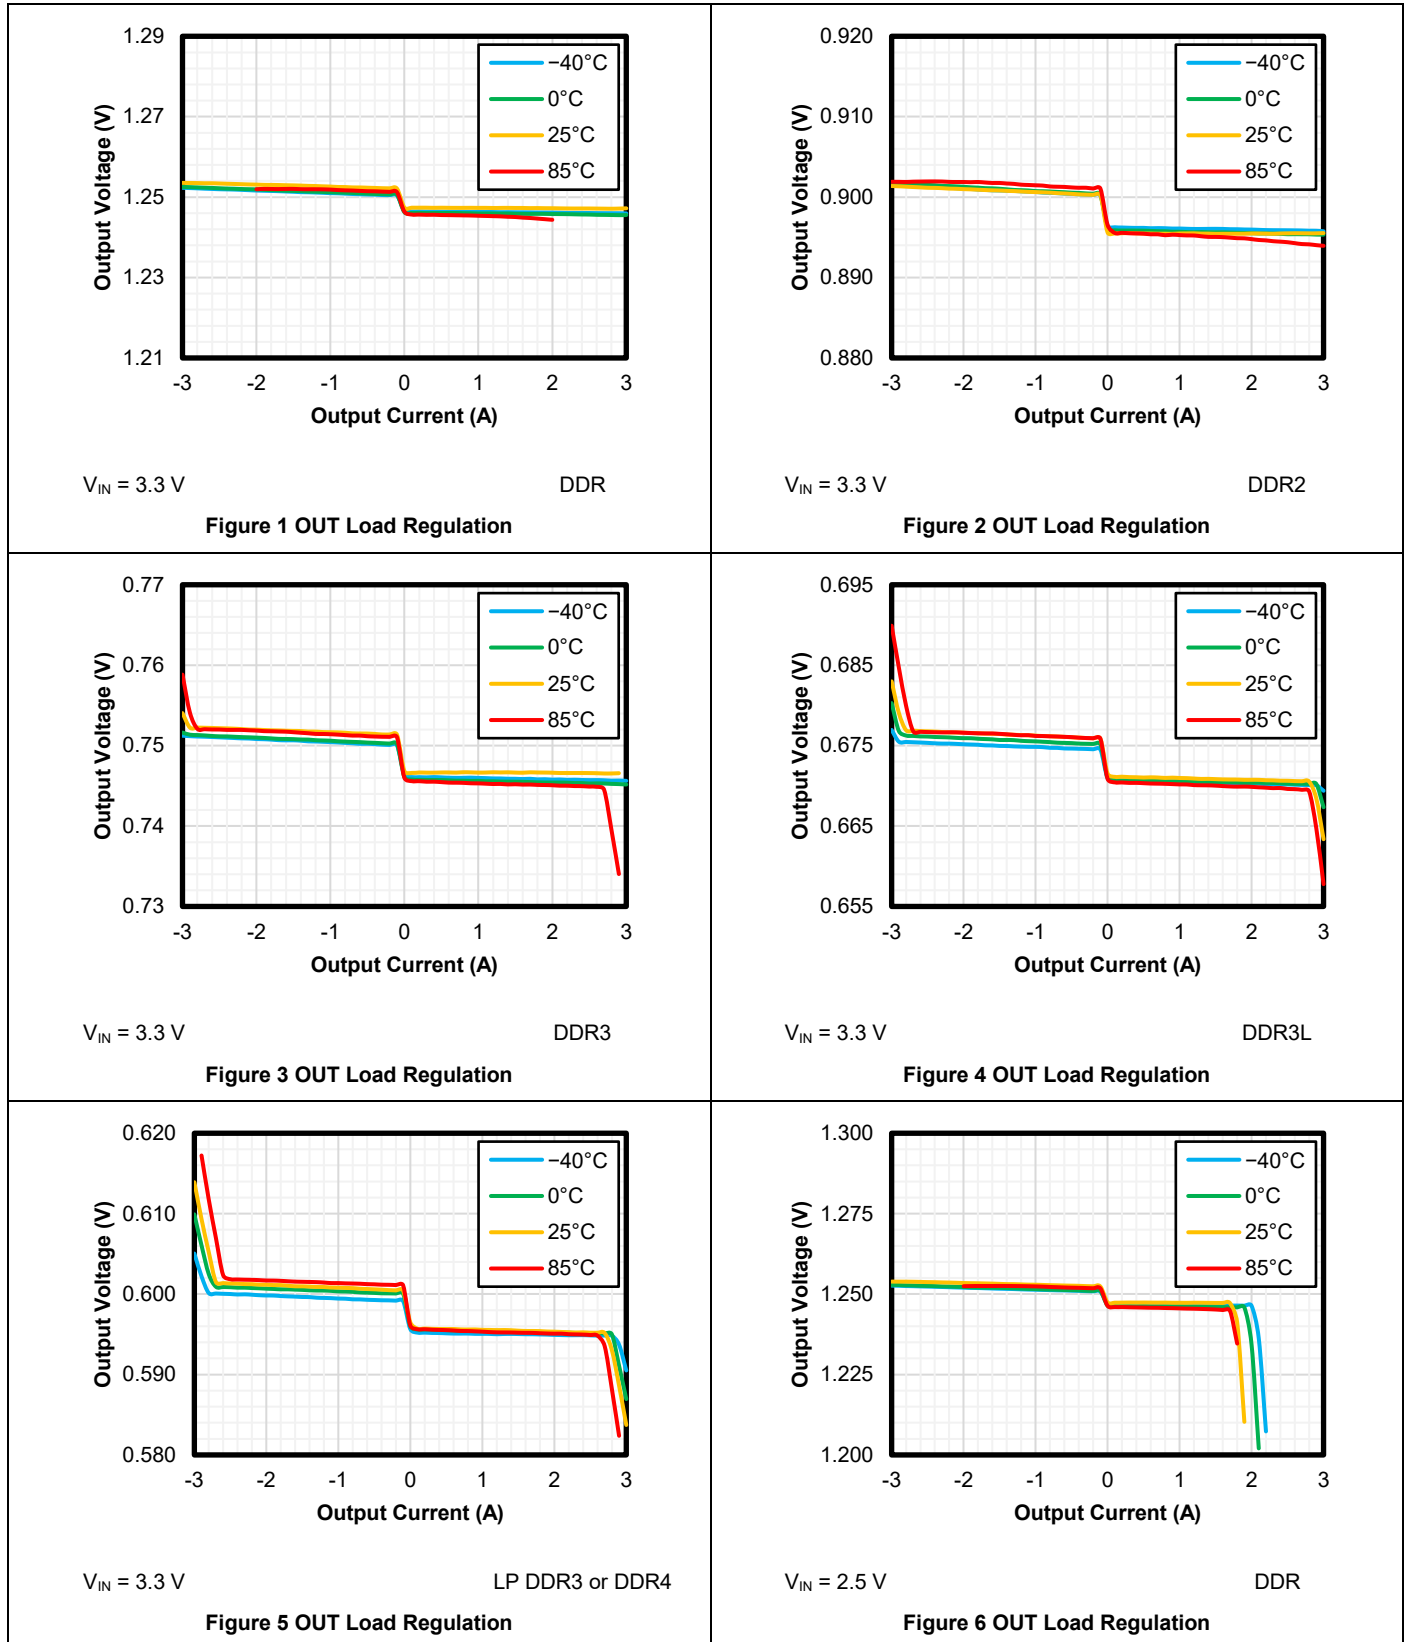 1.29
1.27
1.25
1.23
1.21
Output Voltage (V)
−40°C
0°C
25°C
85°C
-3 -2 -1 0 1 2 3
Output Current (A)
VIN = 3.3 V DDR
Figure 1 OUT Load Regulation
0.920
0.910
0.900
0.890
0.880
Output Voltage (V)
−40°C
0°C
25°C
85°C
-3 -2 -1 0 1 2 3
Output Current (A)
VIN = 3.3 V DDR2
Figure 2 OUT Load Regulation
0.77
0.76
0.75
0.74
0.73
Output Voltage (V)
−40°C
0°C
25°C
85°C
-3 -2 -1 0 1 2 3
Output Current (A)
VIN = 3.3 V DDR3
Figure 3 OUT Load Regulation
0.695
0.685
0.675
0.665
0.655
Output Voltage (V)
−40°C
0°C
25°C
85°C
-3 -2 -1 0 1 2 3
Output Current (A)
VIN = 3.3 V DDR3L
Figure 4 OUT Load Regulation
0.620
0.610
0.600
0.590
0.580
Output Voltage (V)
−40°C
0°C
25°C
85°C
-3 -2 -1 0 1 2 3
Output Current (A)
VIN = 3.3 V LP DDR3 or DDR4
Figure 5 OUT Load Regulation
1.300
1.275
1.250
1.225
1.200
Output Voltage (V)
−40°C
0°C
25°C
85°C
-3 -2 -1 0 1 2 3
Output Current (A)
VIN = 2.5 V DDR
Figure 6 OUT Load Regulation